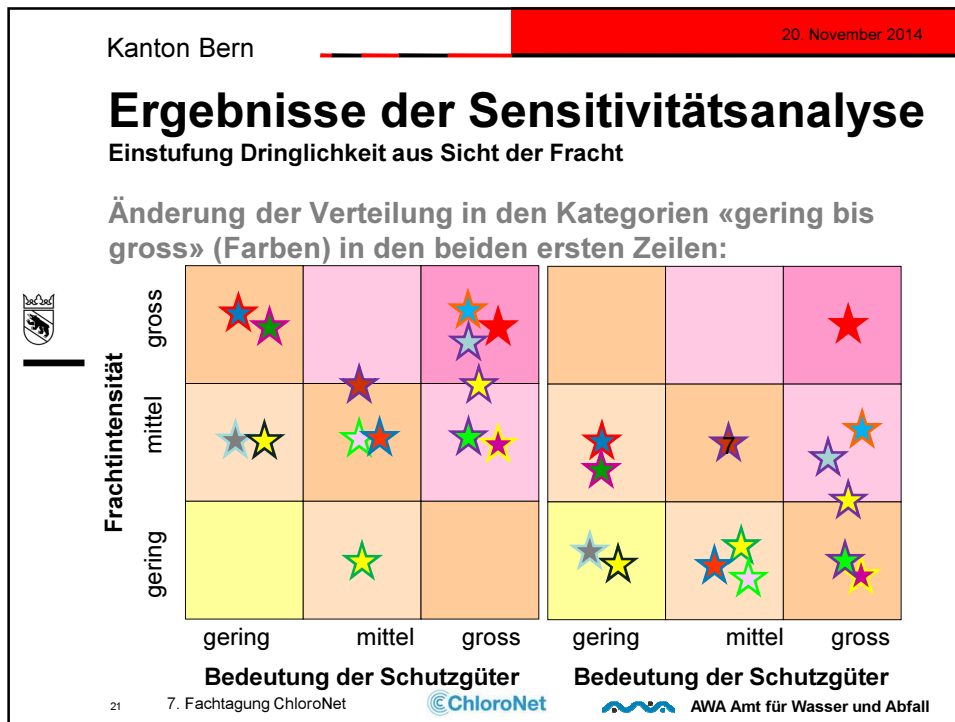 Kanton Bern
20. November 2014
Ergebnisse der Sensitivitätsanalyse
Einstufung Dringlichkeit aus Sicht der Fracht
Änderung der Verteilung in den Kategorien «gering bis
gross» (Farben) in den beiden ersten Zeilen:
Frachtintensität
gross
mittel
gering
7
gering mittel gross
gering mittel gross
Bedeutung der Schutzgüter
Bedeutung der Schutzgüter
21
7. Fachtagung ChloroNet
ChloroNet
AWA Amt für Wasser und Abfall